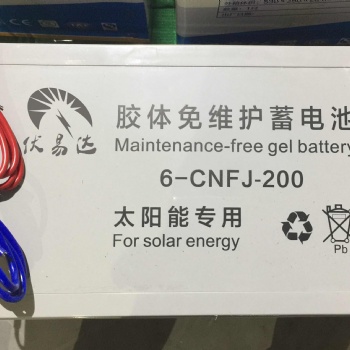 伏易达
胶体免维护蓄电池
Maintenance-free gel battery
6-CNFJ-200
太阳能专用
For solar energy
Pb